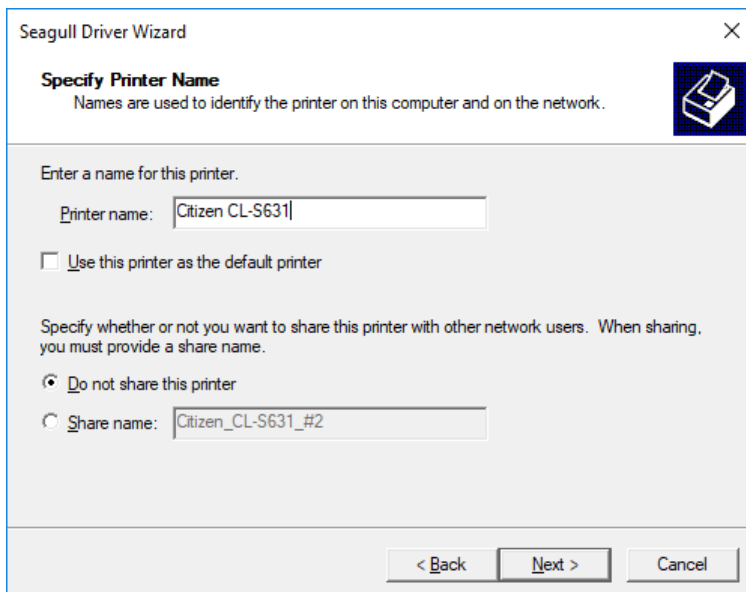 Seagull Driver Wizard
Specify Printer Name
Names are used to identify the printer on this computer and on the network.
Enter a name for this printer.
Printer name: Citizen CL-S631
Use this printer as the default printer
Specify whether or not you want to share this printer with other network users.  When sharing,
you must provide a share name.
Do not share this printer
Share name: Citizen_CL-S631_#2
< Back Next > Cancel